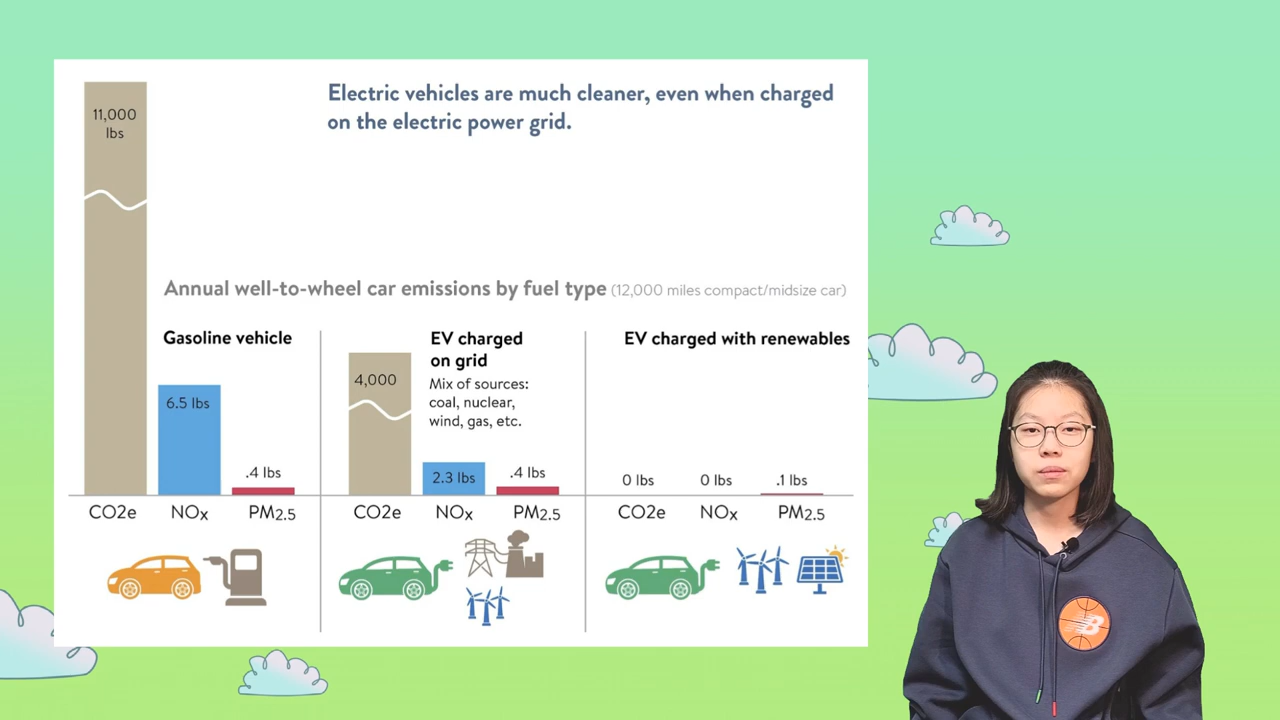 Electric vehicles are much cleaner, even when charged
on the electric power grid.
11,000
lbs
Annual well-to-wheel car emissions by fuel type (12,000 miles compact/midsize car)
Gasoline vehicle
6.5 lbs
.4 lbs
CO2e NOx PM2.5
EV charged
on grid
Mix of sources:
coal, nuclear,
wind, gas, etc.
4,000
2.3 lbs
.4 lbs
CO2e NOx PM2.5
EV charged with renewables
0 lbs 0 lbs .1 lbs
CO2e NOx PM2.5